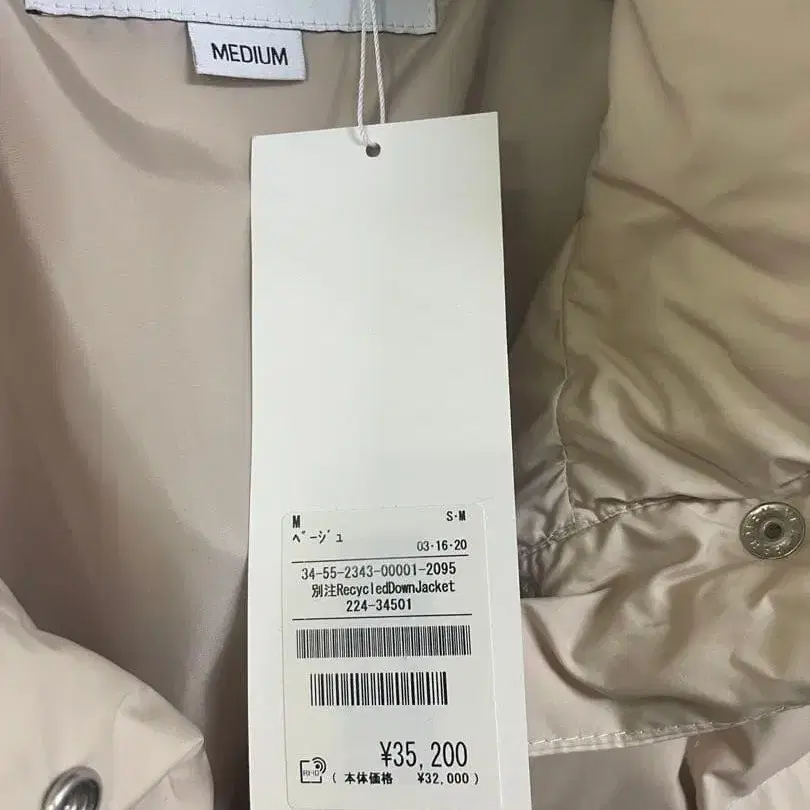 MEDIUM
M S·M
ﾍﾞｰｼﾞｭ 03·16·20
34-55-2343-00001-2095
別注RecycledDownJacket
224-34501
¥35,200
RFID ( 本体価格 ¥32,000 )